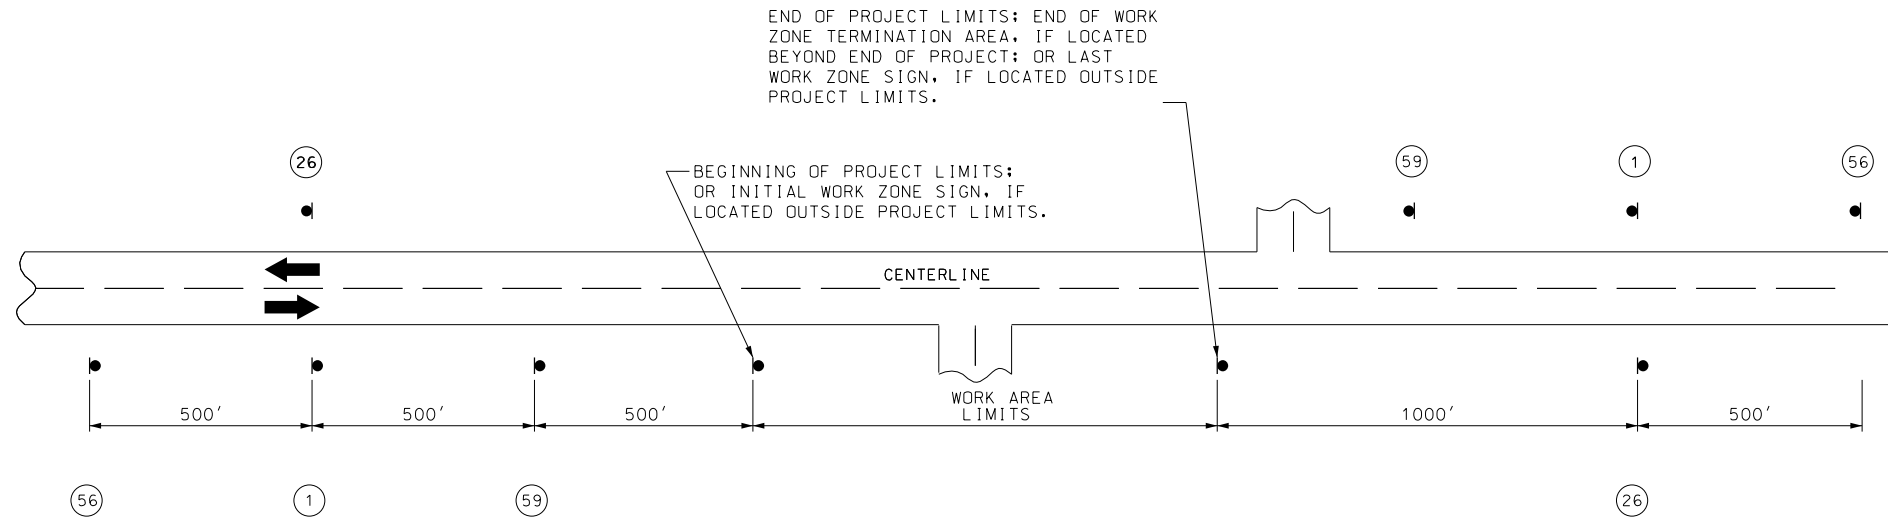 END OF PROJECT LIMITS; END OF WORK
ZONE TERMINATION AREA, IF LOCATED
BEYOND END OF PROJECT; OR LAST
WORK ZONE SIGN, IF LOCATED OUTSIDE
PROJECT LIMITS.
26
BEGINNING OF PROJECT LIMITS;
OR INITIAL WORK ZONE SIGN, IF
LOCATED OUTSIDE PROJECT LIMITS.
59
1
56
CENTERLINE
500'
500'
500'
WORK AREA
LIMITS
1000'
500'
56
1
59
26